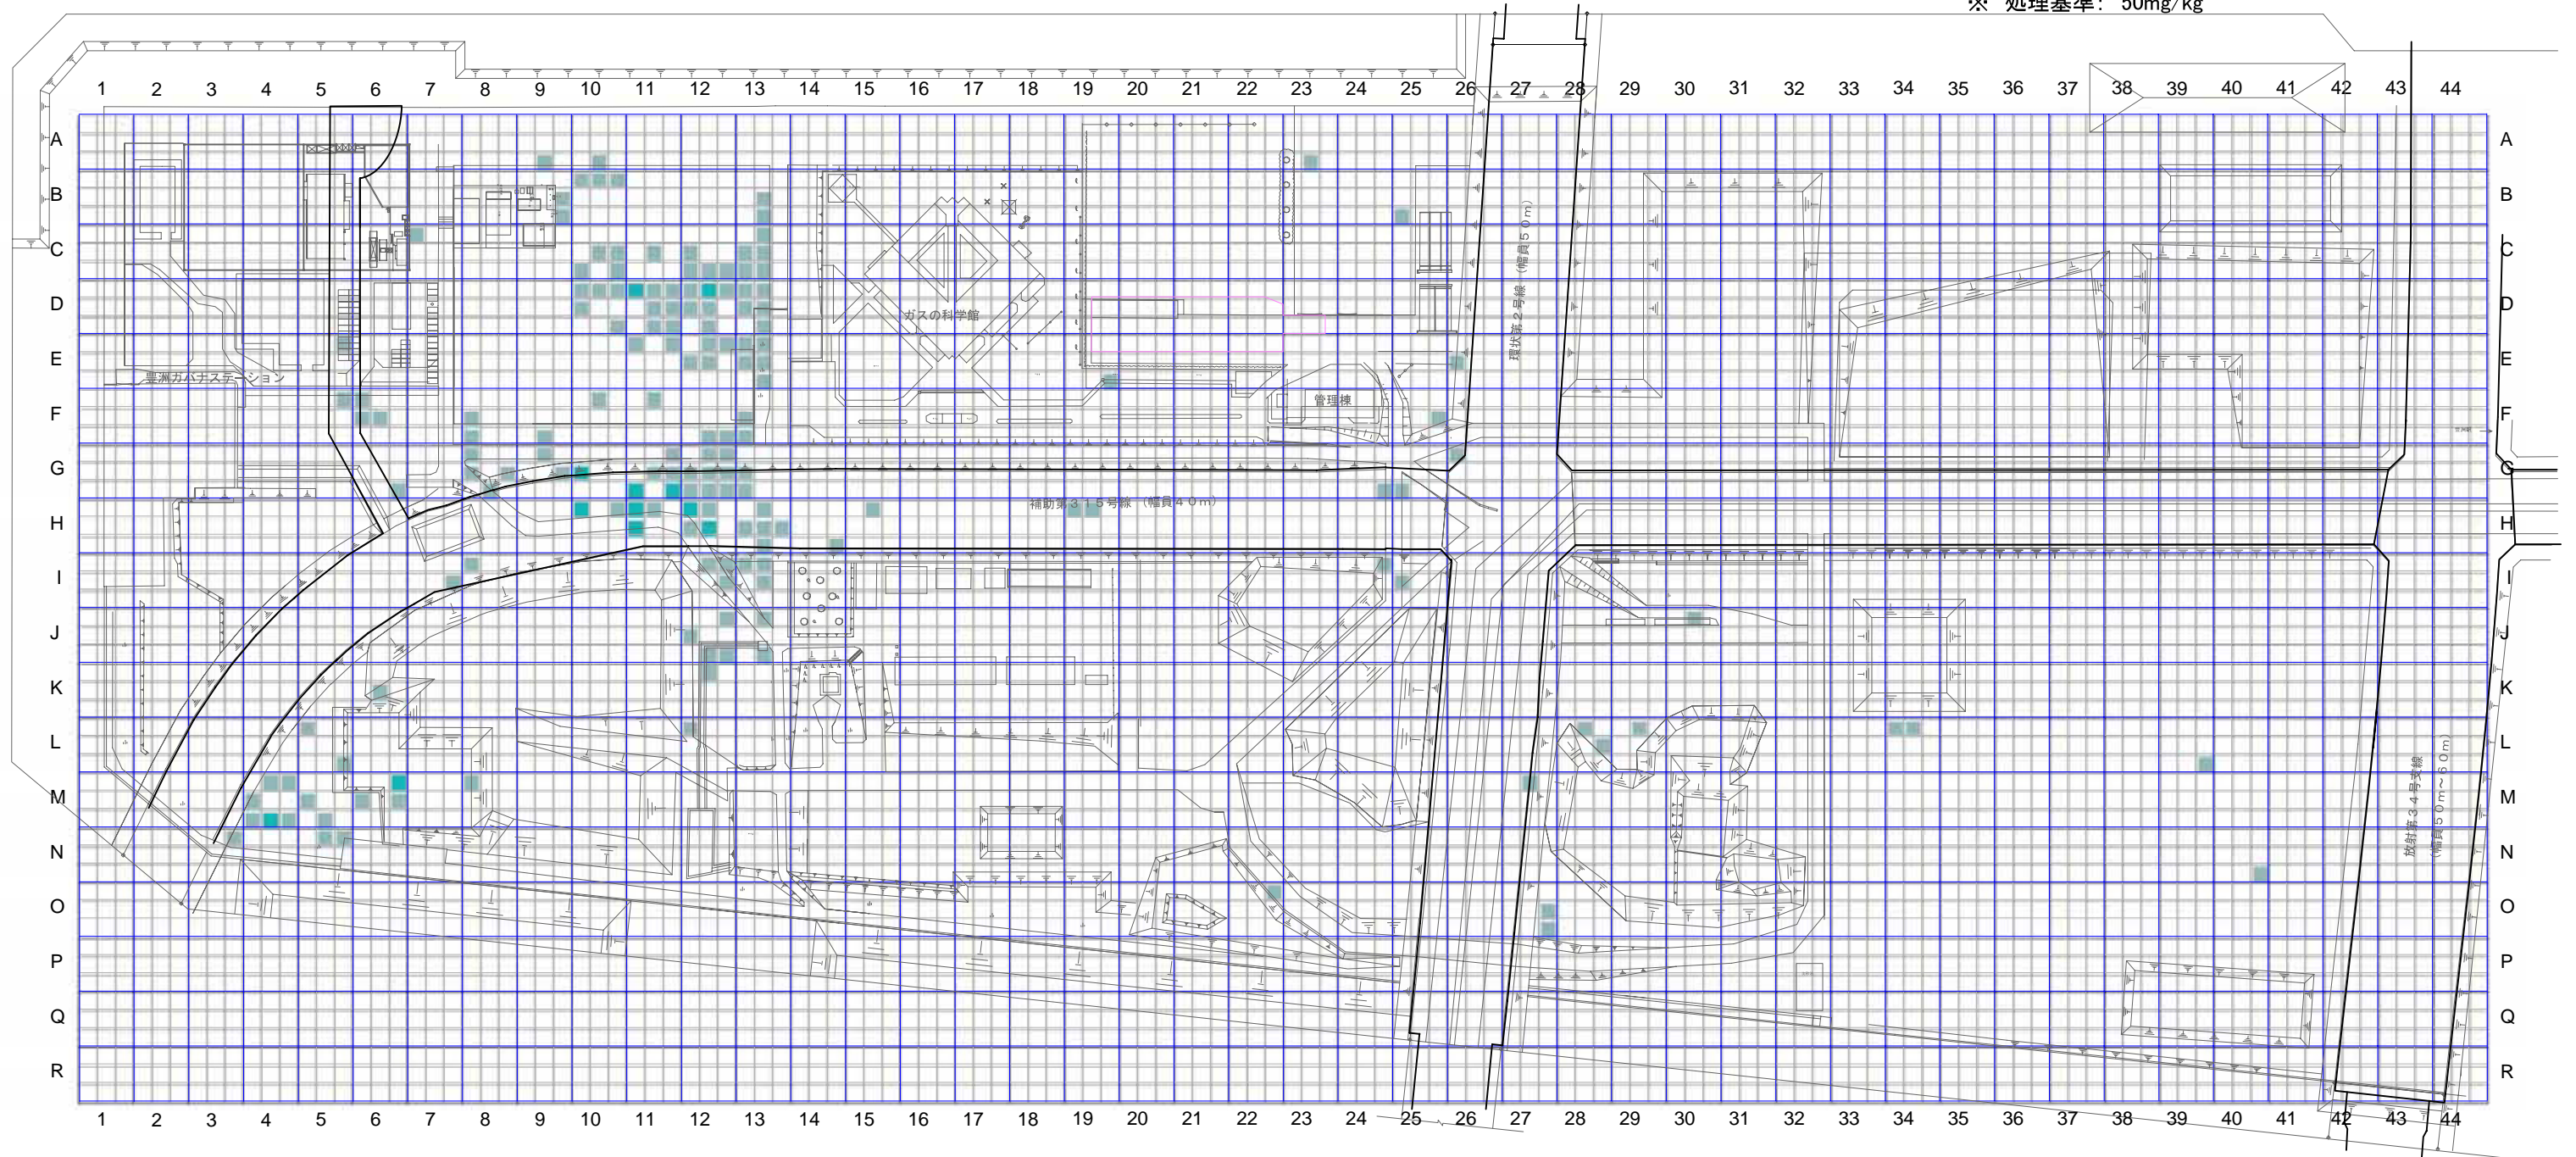 ※ 処理基準： 50mg/kg
1 2 3 4 5 6 7 8 9 10 11 12 13 14 15 16 17 18 19 20 21 22 23 24 25 26 27 28 29 30 31 32 33 34 35 36 37 38 39 40 41 42 43 44
A A
B B
C C
D D
E E
F F
G G
H H
I I
J J
K K
L L
M M
N N
O O
P P
Q Q
R R
環状第2号線 （幅員50m）
ガスの科学館
豊洲ガバナステーション
管理棟
補助第315号線 （幅員40m）
放射第34号支線
（幅員50m～60m）
1 2 3 4 5 6 7 8 9 10 11 12 13 14 15 16 17 18 19 20 21 22 23 24 25 26 27 28 29 30 31 32 33 34 35 36 37 38 39 40 41 42 43 44